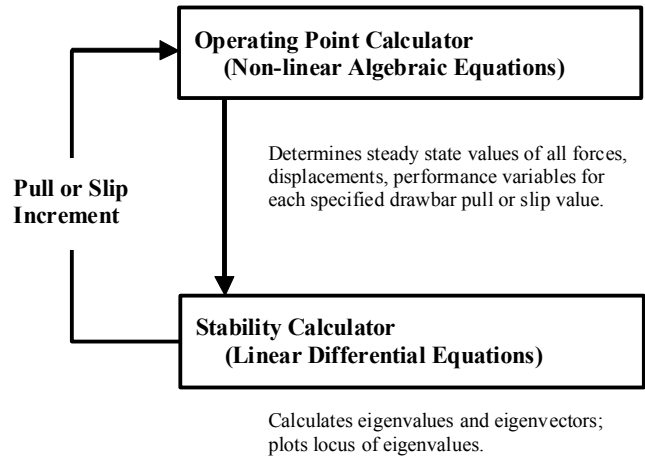 Operating Point Calculator
(Non-linear Algebraic Equations)
Determines steady state values of all forces,
displacements, performance variables for
each specified drawbar pull or slip value.
Pull or Slip
Increment
Stability Calculator
(Linear Differential Equations)
Calculates eigenvalues and eigenvectors;
plots locus of eigenvalues.